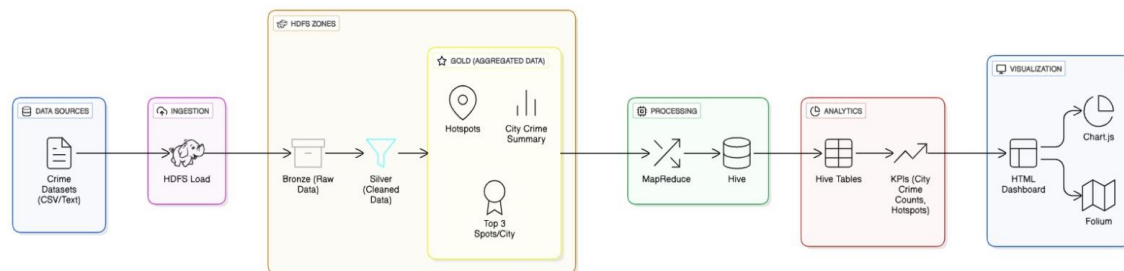 DATA SOURCES
Crime
Datasets
(CSV/Text)
INGESTION
HDFS Load
HDFS ZONES
Bronze (Raw
Data)
Silver
(Cleaned
Data)
GOLD (AGGREGATED DATA)
Hotspots
City Crime
Summary
Top 3
Spots/City
PROCESSING
MapReduce
Hive
ANALYTICS
Hive Tables
KPIs (City
Crime
Counts,
Hotspots)
VISUALIZATION
HTML
Dashboard
Chart.js
Folium